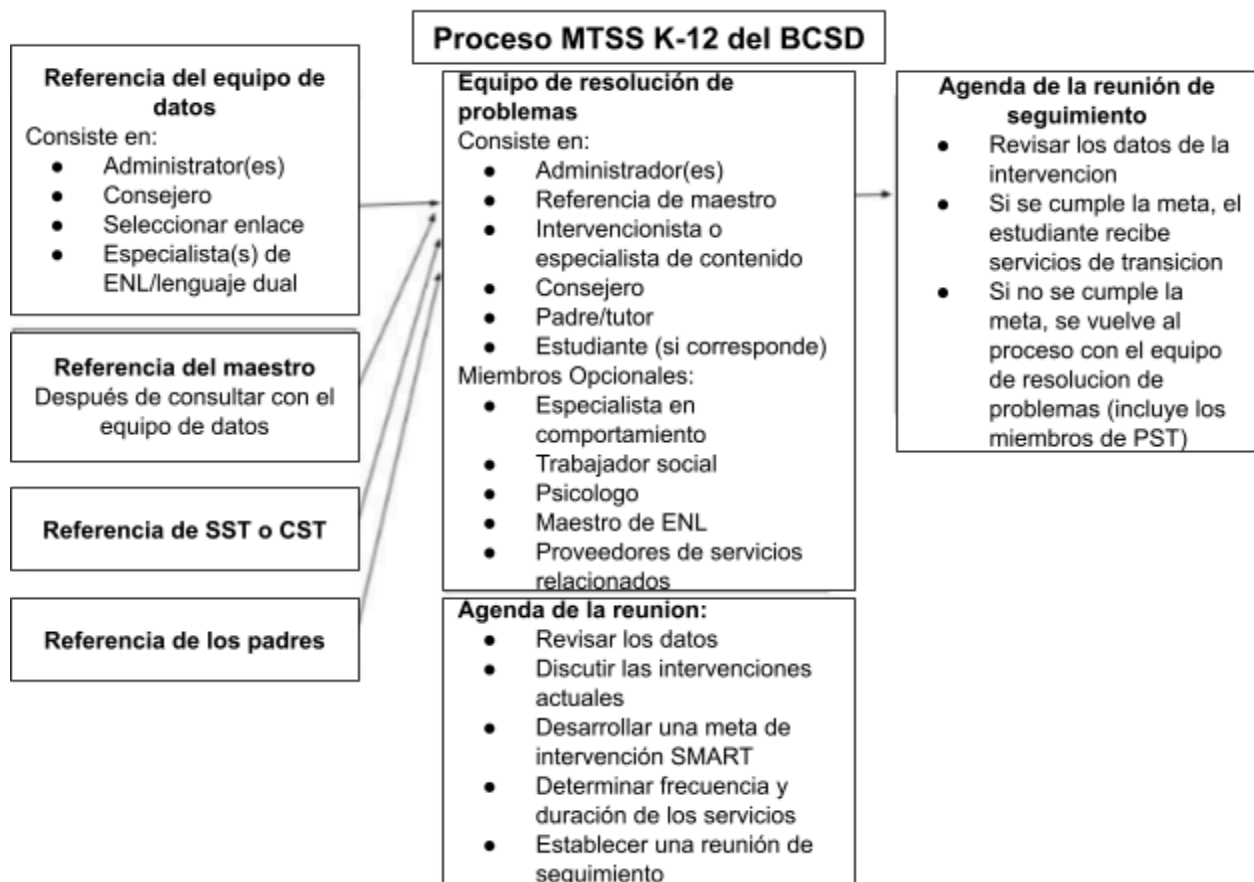 Proceso MTSS K-12 del BCSD
Referencia del equipo de
datos
Consiste en:
● Administrator(es)
● Consejero
● Seleccionar enlace
● Especialista(s) de
ENL/lenguaje dual
Referencia del maestro
Después de consultar con el
equipo de datos
Referencia de SST o CST
Referencia de los padres
Equipo de resolución de
problemas
Consiste en:
● Administrador(es)
● Referencia de maestro
● Intervencionista o
especialista de contenido
● Consejero
● Padre/tutor
● Estudiante (si corresponde)
Miembros Opcionales:
● Especialista en
comportamiento
● Trabajador social
● Psicologo
● Maestro de ENL
● Proveedores de servicios
relacionados
Agenda de la reunion:
● Revisar los datos
● Discutir las intervenciones
actuales
● Desarrollar una meta de
intervención SMART
● Determinar frecuencia y
duración de los servicios
● Establecer una reunión de
seguimiento
Agenda de la reunión de
seguimiento
● Revisar los datos de la
intervencion
● Si se cumple la meta, el
estudiante recibe
servicios de transicion
● Si no se cumple la
meta, se vuelve al
proceso con el equipo
de resolucion de
problemas (incluye los
miembros de PST)